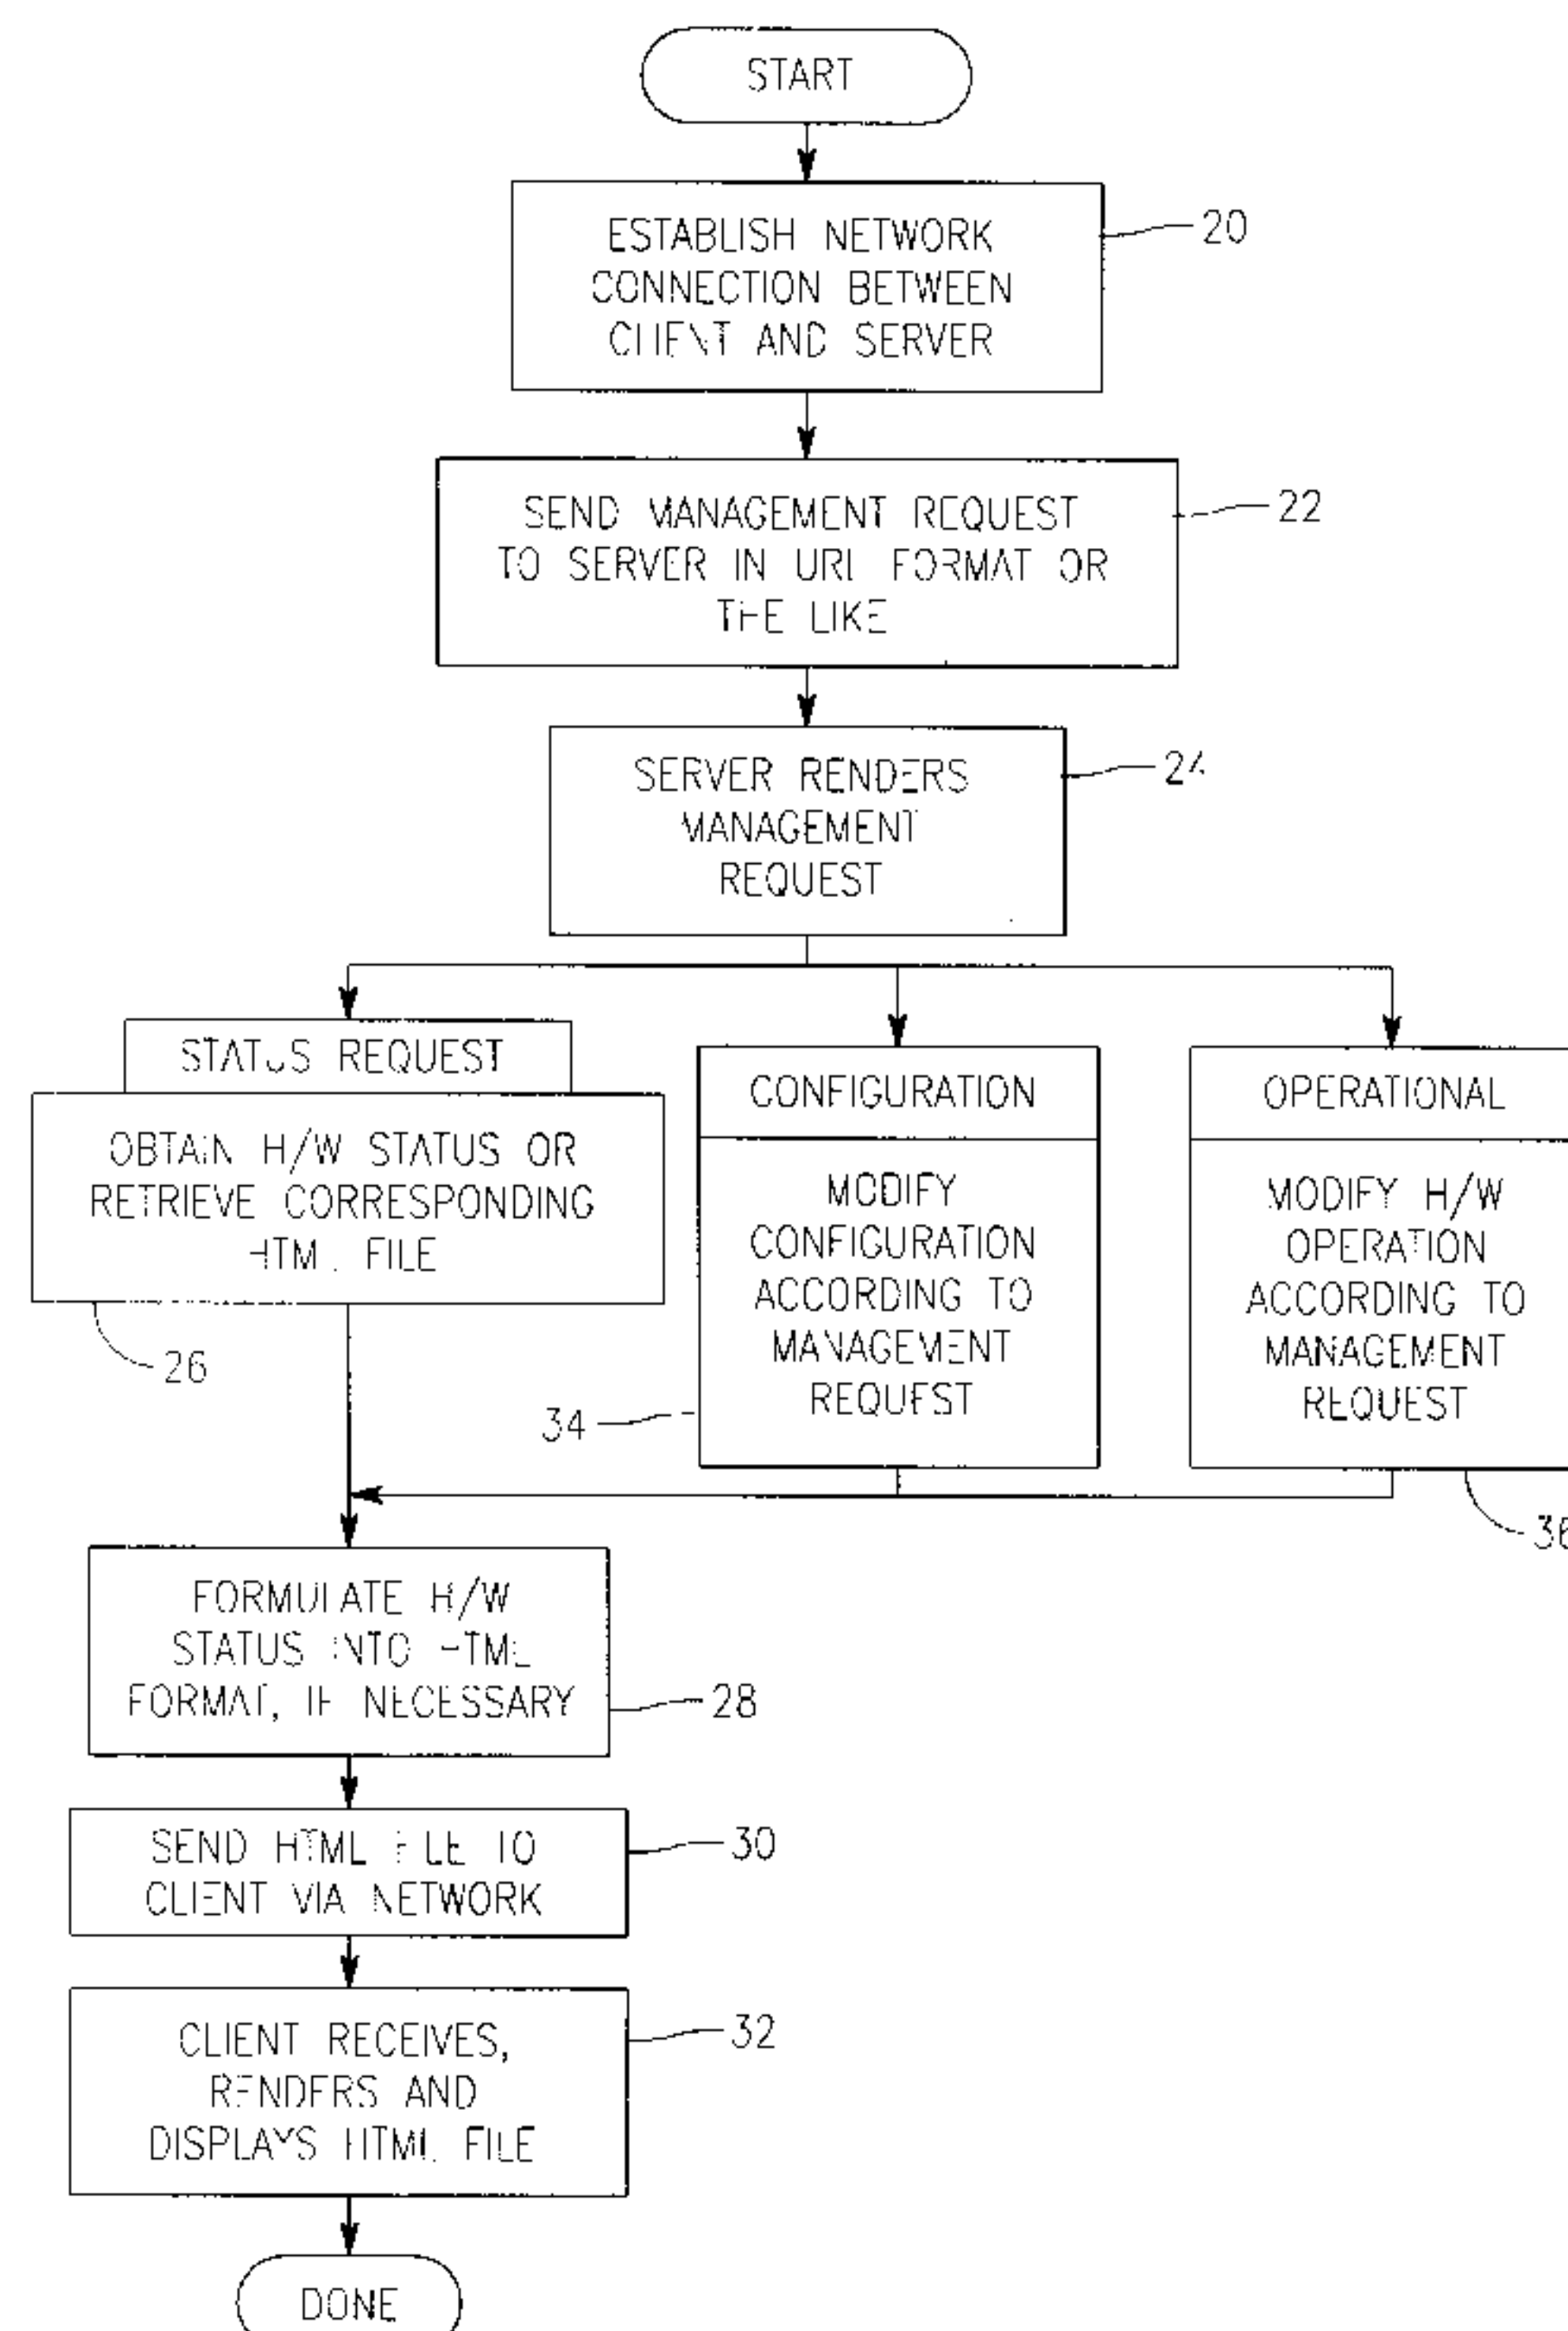 START
ESTABLISH NETWORK
CONNECTION BETWEEN
CLIENT AND SERVER
20
SEND MANAGEMENT REQUEST
TO SERVER IN URL FORMAT OR
THE LIKE
22
SERVER RENDERS
MANAGEMENT
REQUEST
24
STATUS REQUEST
OBTAIN H/W STATUS OR
RETRIEVE CORRESPONDING
HTML FILE
26
CONFIGURATION
MODIFY
CONFIGURATION
ACCORDING TO
MANAGEMENT
REQUEST
34
OPERATIONAL
MODIFY H/W
OPERATION
ACCORDING TO
MANAGEMENT
REQUEST
36
FORMULATE H/W
STATUS INTO HTML
FORMAT, IF NECESSARY
28
SEND HTML FILE TO
CLIENT VIA NETWORK
30
CLIENT RECEIVES,
RENDERS AND
DISPLAYS HTML FILE
32
DONE